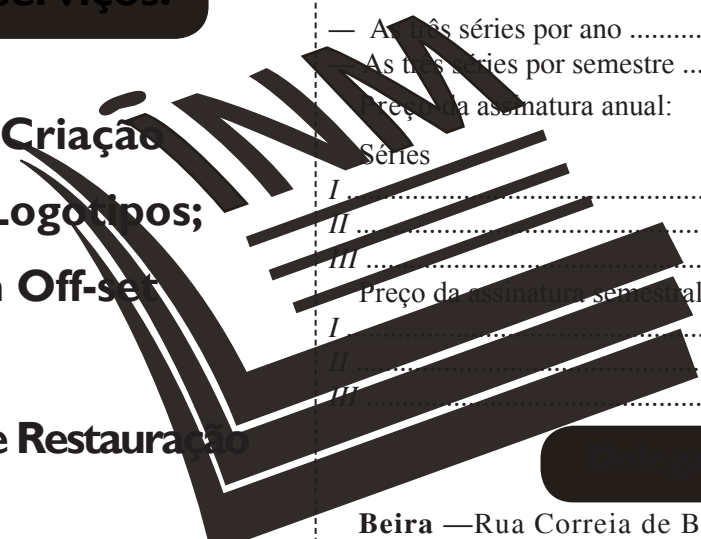 serviços:
Criação
Logotipos;
Off-set
e Restauração
INM
— As três séries por ano ..........
— As três séries por semestre ...
Preço da assinatura anual:
Séries
I ..................................................
II .................................................
III ................................................
Preço da assinatura semestral
I ..................................................
II .................................................
III ................................................
Beira —Rua Correia de B